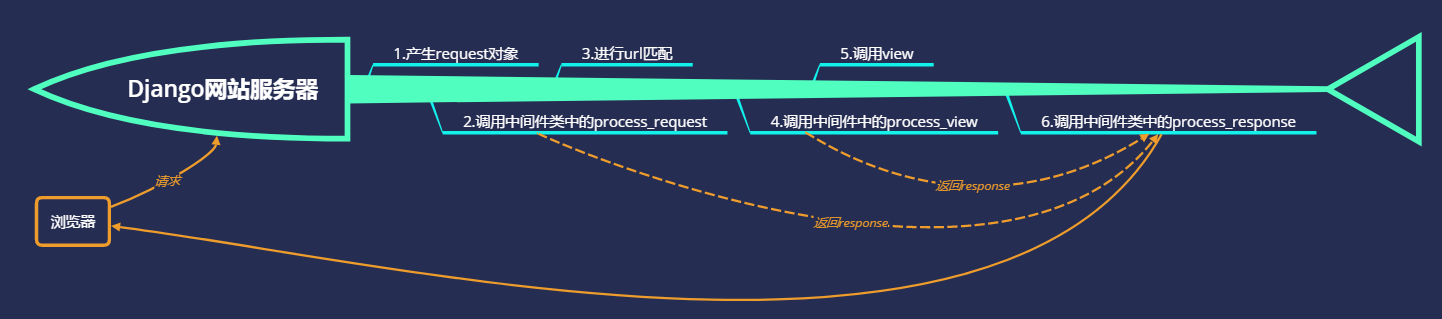 1.产生request对象
3.进行url匹配
5.调用view
Django网站服务器
2.调用中间件类中的process_request
4.调用中间件中的process_view
6.调用中间件类中的process_response
请求
返回response
浏览器
返回response